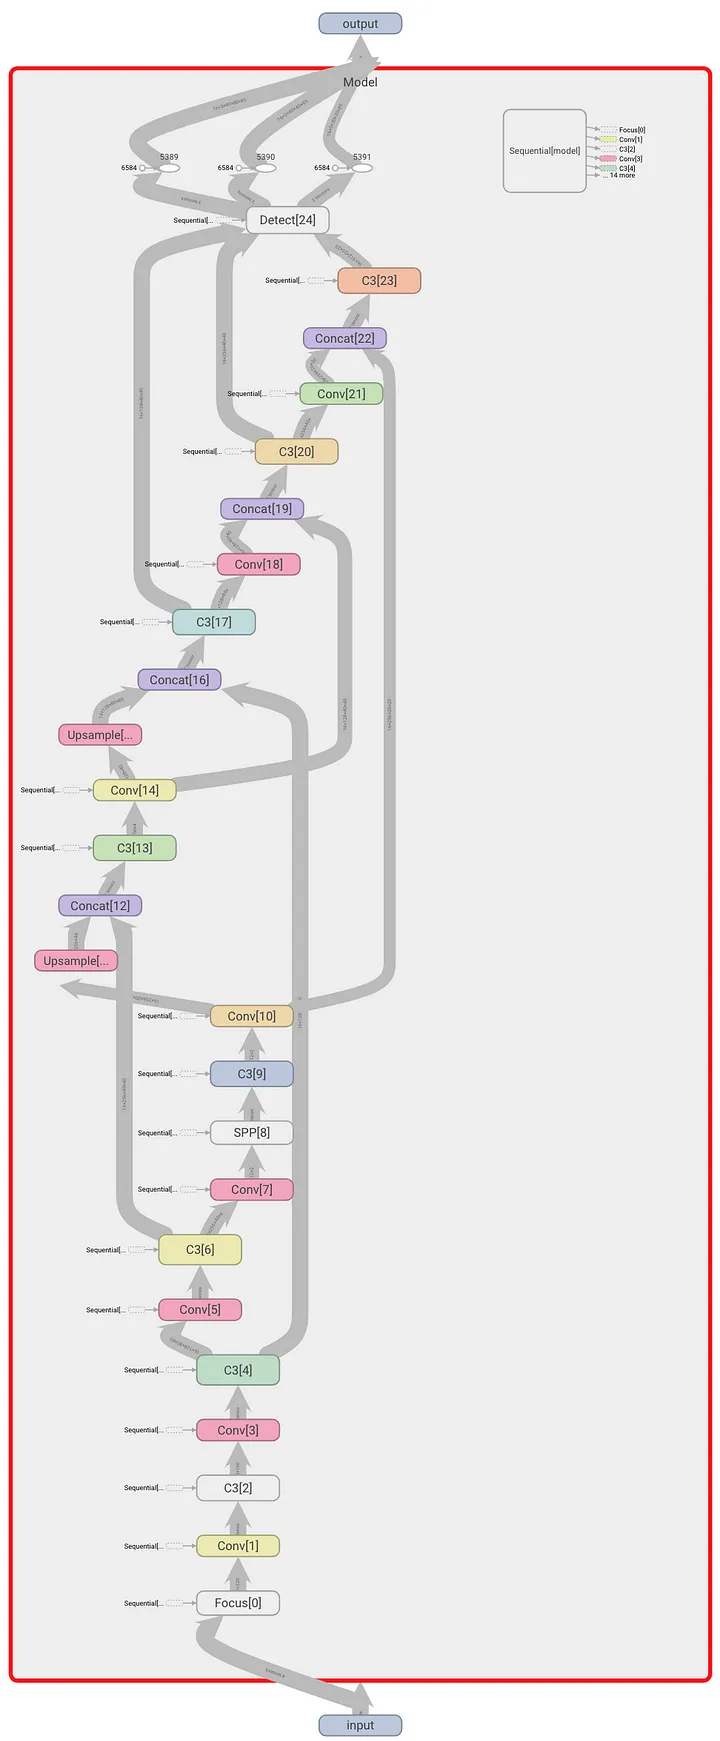 output
Model
5389
5390
5391
6584
6584
6584
Sequential[model]
Focus[0]
Conv[1]
C3[2]
Conv[3]
C3[4]
... 14 more
Sequential[...
Detect[24]
Sequential[...
C3[23]
Concat[22]
Sequential[...
Conv[21]
Sequential[...
C3[20]
Concat[19]
Sequential[...
Conv[18]
Sequential[...
C3[17]
Concat[16]
Upsample[...
Sequential[...
Conv[14]
Sequential[...
C3[13]
Concat[12]
Upsample[...
Sequential[...
Conv[10]
Sequential[...
C3[9]
Sequential[...
SPP[8]
Sequential[...
Conv[7]
Sequential[...
C3[6]
Sequential[...
Conv[5]
Sequential[...
C3[4]
Sequential[...
Conv[3]
Sequential[...
C3[2]
Sequential[...
Conv[1]
Sequential[...
Focus[0]
input